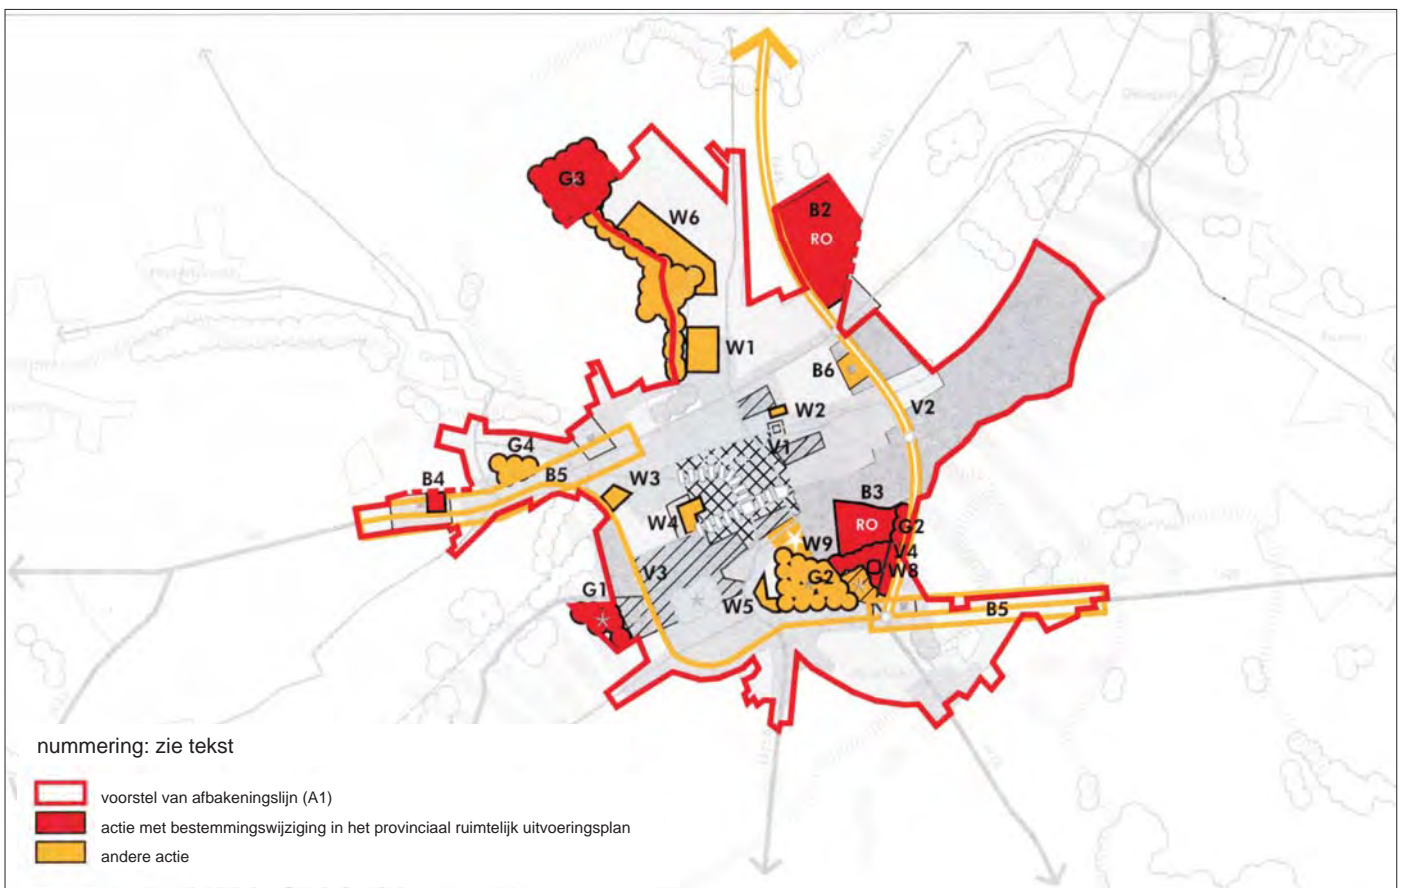 G3
W6
B2
RO
W1
B6
W2
V2
V1
G4
B4
B5
W3
W4
B3
RO
G2
W9
V4
W8
G2
V3
G1
W5
B5
nummering: zie tekst
voorstel van afbakeningslijn (A1)
actie met bestemmingswijziging in het provinciaal ruimtelijk uitvoeringsplan
andere actie